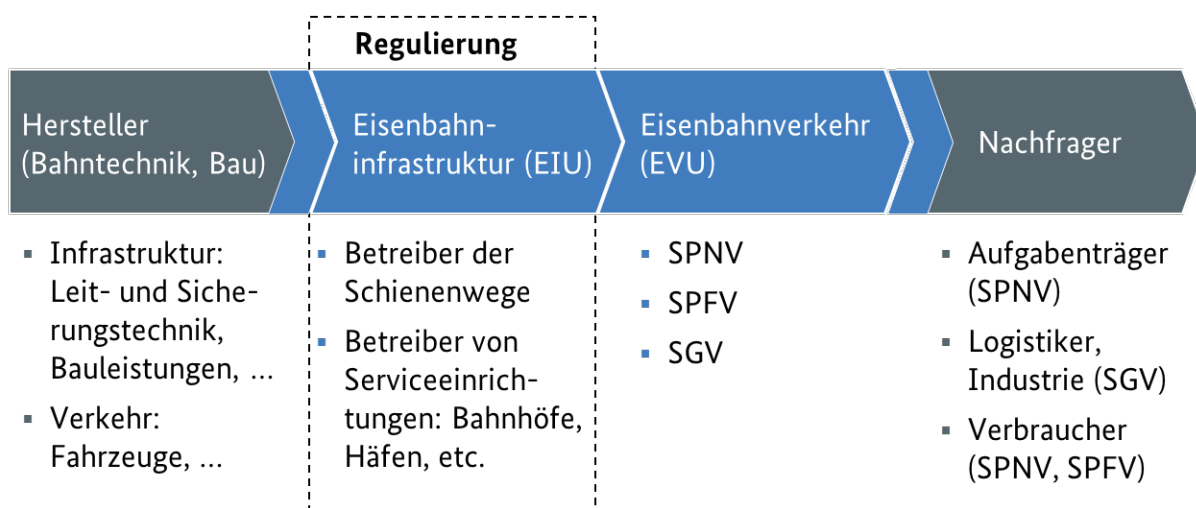 Regulierung
Hersteller
(Bahntechnik, Bau)
Eisenbahn-
infrastruktur (EIU)
Eisenbahnverkehr
(EVU)
Nachfrager
▪ Infrastruktur:
Leit- und Siche-
rungstechnik,
Bauleistungen, ...
▪ Verkehr:
Fahrzeuge, ...
▪ Betreiber der
Schienenwege
▪ Betreiber von
Serviceeinrich-
tungen: Bahnhöfe,
Häfen, etc.
▪ SPNV
▪ SPFV
▪ SGV
▪ Aufgabenträger
(SPNV)
▪ Logistiker,
Industrie (SGV)
▪ Verbraucher
(SPNV, SPFV)